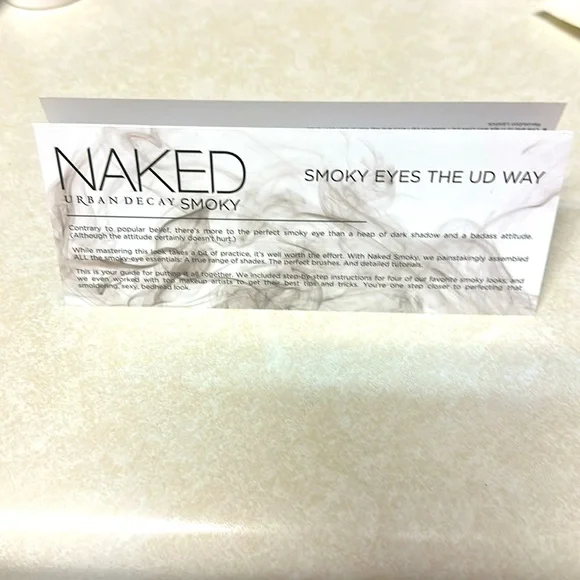 NAKED
URBAN DECAY SMOKY
SMOKY EYES THE UD WAY
Contrary to popular belief, there's more to the perfect smoky eye than a heap of dark shadow and a badass attitude.
(Although the attitude certainly doesn't hurt.)
While mastering this look takes a bit of practice, it's well worth the effort. With Naked Smoky, we painstakingly assembled
ALL the smoky-eye essentials: A true range of shades. The perfect brushes. And detailed tutorials.
This is your guide for putting it all together. We included step-by-step instructions for four of our favorite smoky looks, and
we even worked with top makeup artists to get their best tips and tricks. You're one step closer to perfecting that
smoldering, sexy, bedhead look.